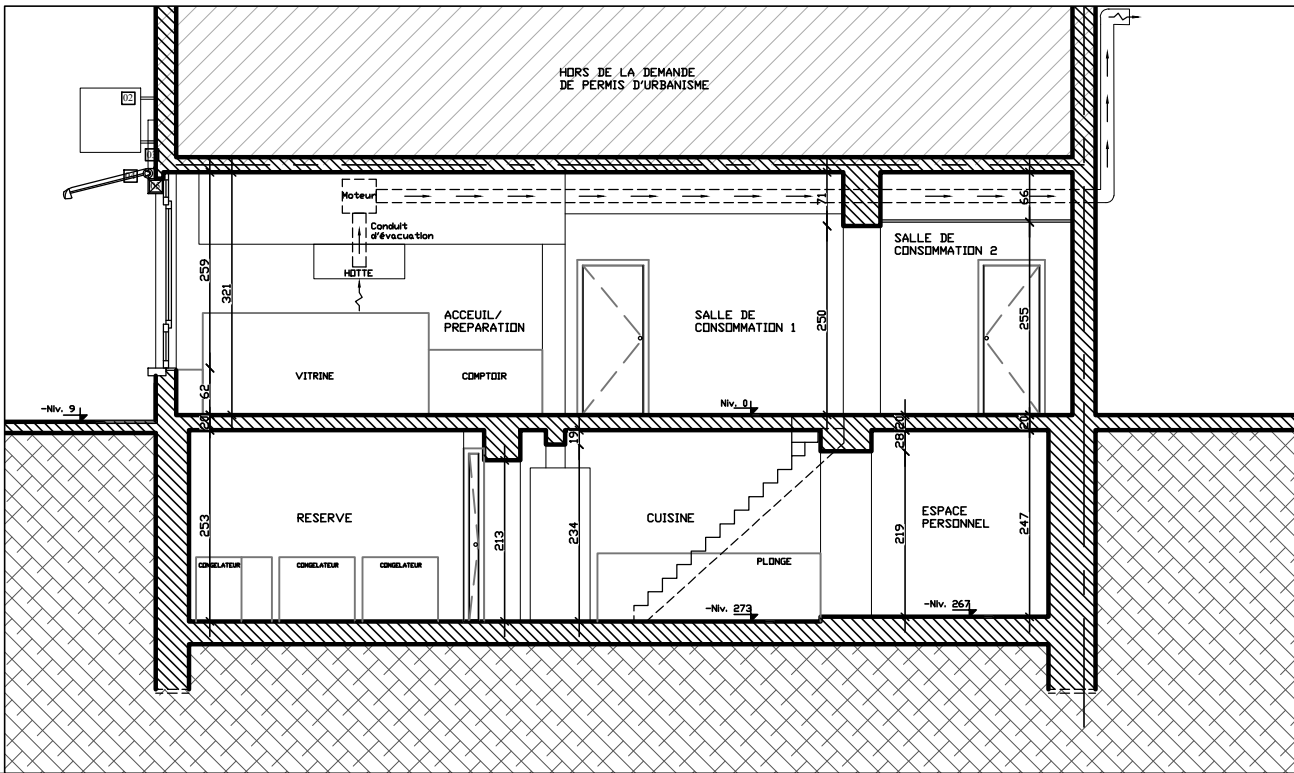 HORS DE LA DEMANDE
DE PERMIS D'URBANISME
02
Moteur
Conduit
d'évacuation
HOTTE
71
66
SALLE DE
CONSOMMATION 2
259
321
ACCEUIL/
PREPARATION
SALLE DE
CONSOMMATION 1
250
255
VITRINE
COMPTOIR
62
-Niv. 9
Niv. 0
20
20
20
19
28
253
RESERVE
213
234
CUISINE
219
ESPACE
PERSONNEL
247
CONGELATEUR
CONGELATEUR
CONGELATEUR
PLONGE
-Niv. 273
-Niv. 267